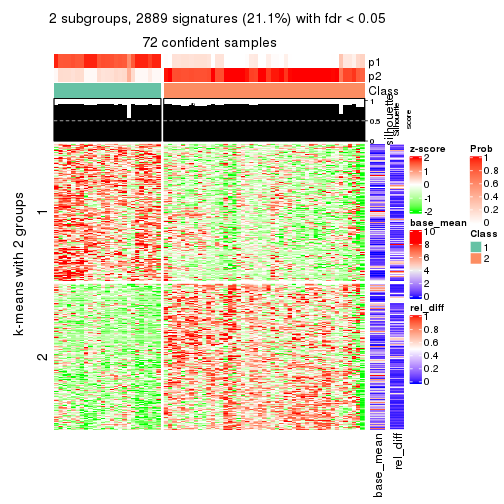 2 subgroups, 2889 signatures (21.1%) with fdr < 0.05
72 confident samples
p1
p2
Class
1
0.5
0
silhouette
Silhouette
score
k-means with 2 groups
1
2
base_mean
rel_diff
z-score
2
1
0
-1
-2
base_mean
10
8
6
4
2
0
rel_diff
1
0.8
0.6
0.4
0.2
0
Prob
1
0.8
0.6
0.4
0.2
0
Class
1
2